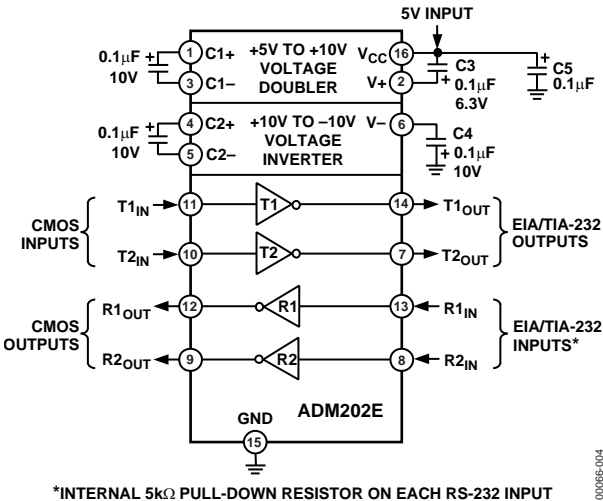 5V INPUT
0.1μF
10V
+
1
C1+
3
C1–
+5V TO +10V
VOLTAGE
DOUBLER
VCC
16
V+
2
C3
+ 0.1μF
6.3V
+
C5
0.1μF
0.1μF
10V
+
4
C2+
5
C2–
+10V TO –10V
VOLTAGE
INVERTER
V–
6
C4
+ 0.1μF
10V
CMOS
INPUTS
T1IN
11
T1
14
T1OUT
T2IN
10
T2
7
T2OUT
EIA/TIA-232
OUTPUTS
CMOS
OUTPUTS
R1OUT
12
R1
13
R1IN
R2OUT
9
R2
8
R2IN
EIA/TIA-232
INPUTS*
GND
ADM202E
15
*INTERNAL 5kΩ PULL-DOWN RESISTOR ON EACH RS-232 INPUT
00066-004